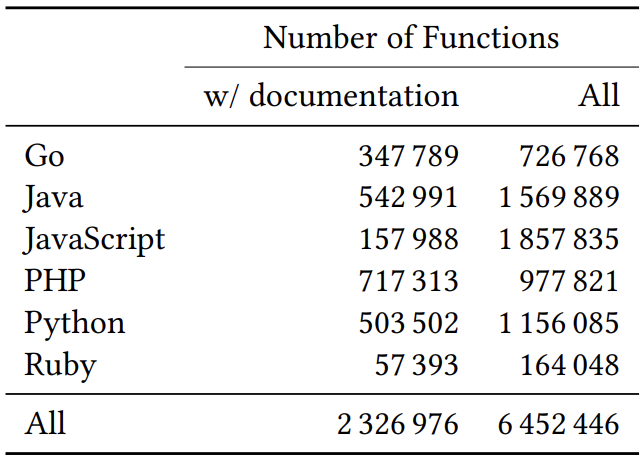 Number of Functions
w/ documentation All
Go 347 789 726 768
Java 542 991 1 569 889
JavaScript 157 988 1 857 835
PHP 717 313 977 821
Python 503 502 1 156 085
Ruby 57 393 164 048
All 2 326 976 6 452 446